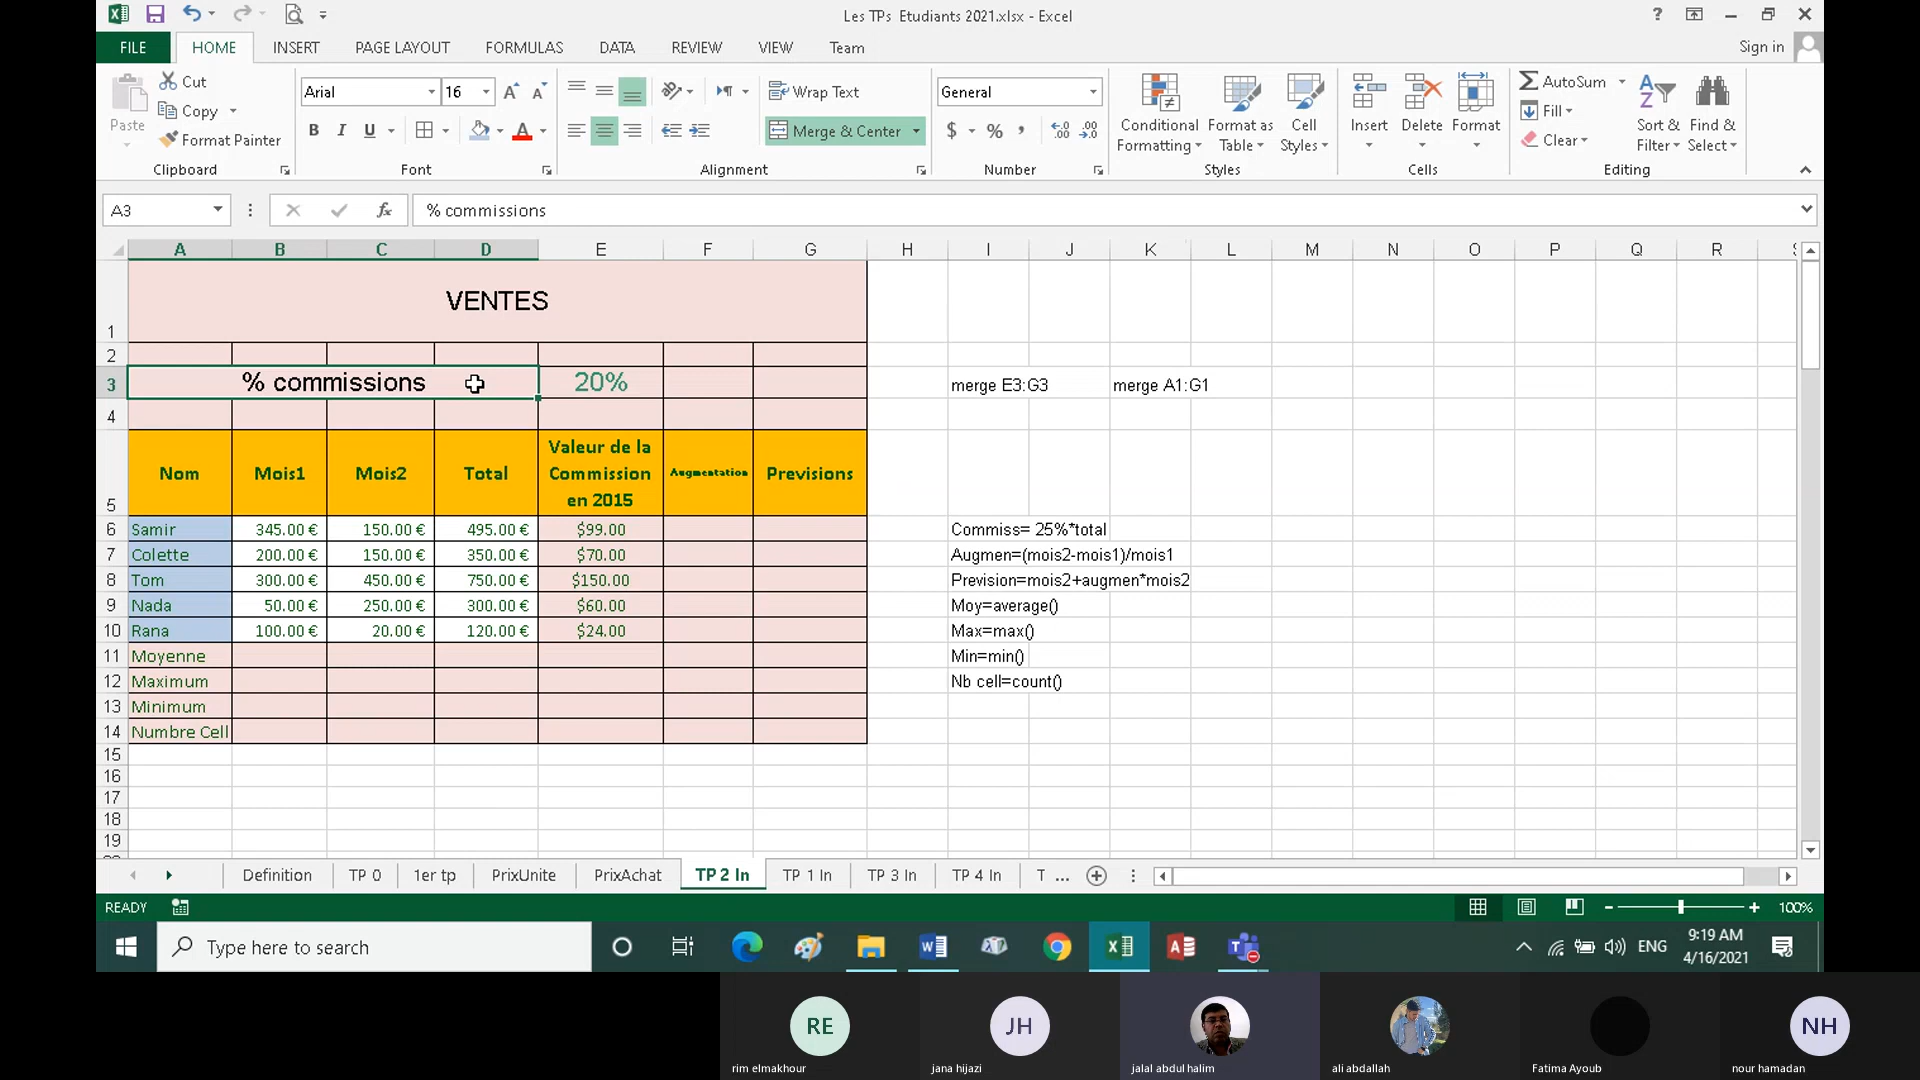 Les TPs Etudiants 2021.xlsx - Excel
?
FILE HOME INSERT PAGE LAYOUT FORMULAS DATA REVIEW VIEW Team Sign in
Paste
Cut
Copy
Format Painter
Clipboard
Arial 16
B I U
Font
Wrap Text
Merge & Center
Alignment
General
$ % ,
Number
Conditional Formatting
Format as Table
Cell Styles
Styles
Insert Delete Format
Cells
AutoSum
Fill
Clear
Sort & Filter
Find & Select
Editing
A3 fx % commissions
A B C D E F G H I J K L M N O P Q R S
1 VENTES
2
3 % commissions 20% merge E3:G3 merge A1:G1
4
5 Nom Mois1 Mois2 Total Valeur de la Commission en 2015 Augmentation Previsions
6 Samir 345.00 € 150.00 € 495.00 € $99.00 Commiss= 25%*total
7 Colette 200.00 € 150.00 € 350.00 € $70.00 Augmen=(mois2-mois1)/mois1
8 Tom 300.00 € 450.00 € 750.00 € $150.00 Prevision=mois2+augmen*mois2
9 Nada 50.00 € 250.00 € 300.00 € $60.00 Moy=average()
10 Rana 100.00 € 20.00 € 120.00 € $24.00 Max=max()
11 Moyenne Min=min()
12 Maximum Nb cell=count()
13 Minimum
14 Numbre Cell
15
16
17
18
19
Definition TP 0 1er tp PrixUnite PrixAchat TP 2 In TP 1 In TP 3 In TP 4 In T ...
READY 100%
Type here to search ENG 9:19 AM
4/16/2021
RE JH NH
rim elmakhour jana hijazi jalal abdul halim ali abdallah Fatima Ayoub nour hamadan